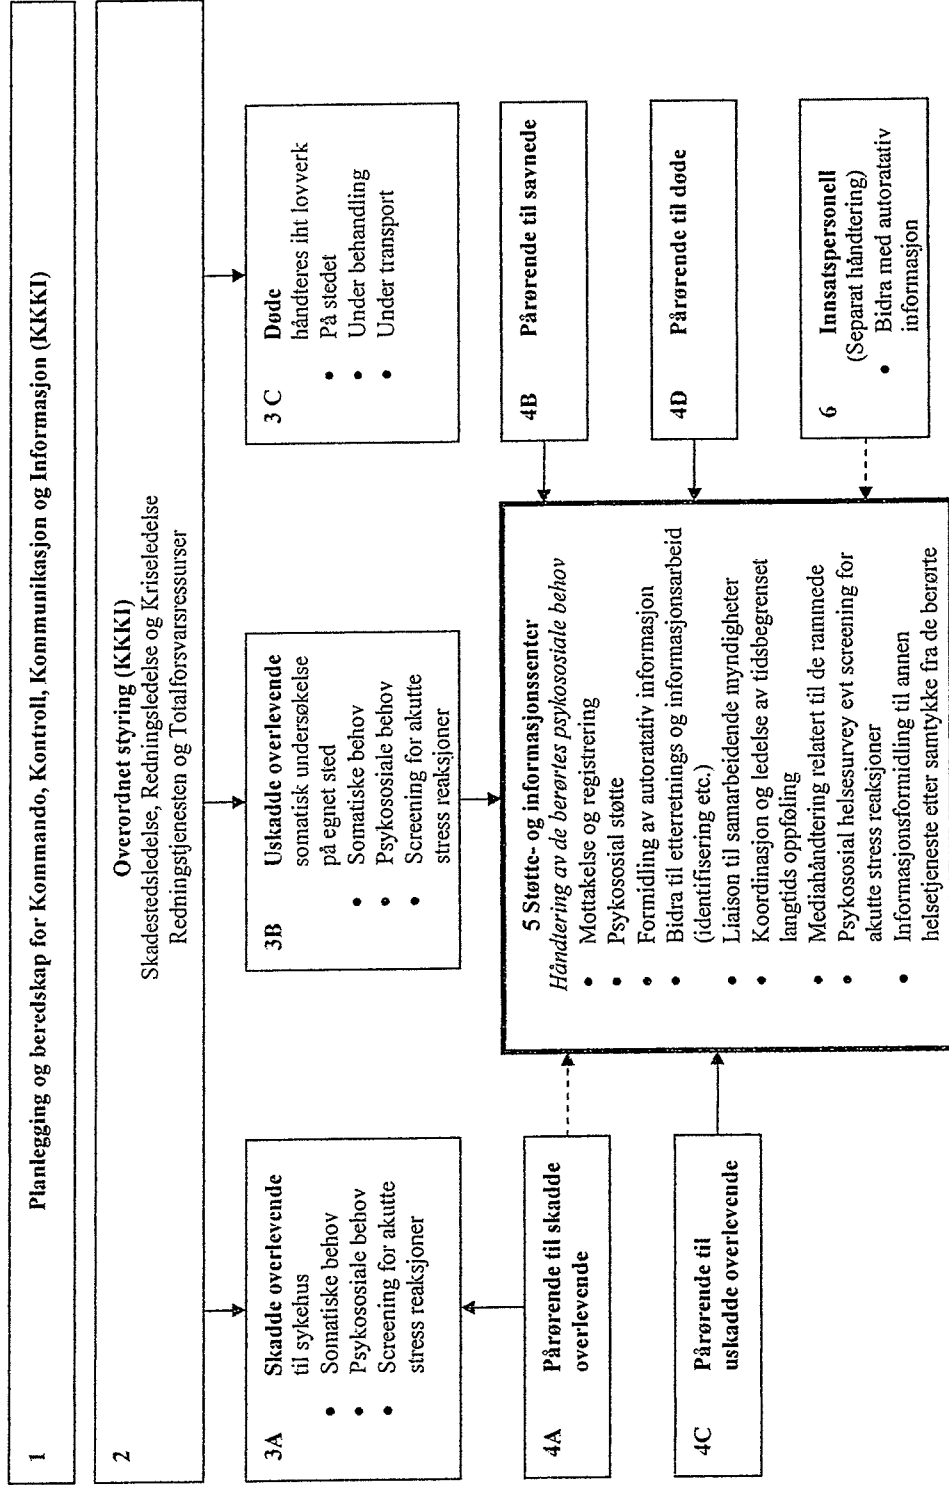 1 Planlegging og beredskap for Kommando, Kontroll, Kommunikasjon og Informasjon (KKKI)
2 Overordnet styring (KKKI)
Skadestedsledelse, Redningsledelse og Kriseledelse
Redningstjenesten og Totalforsvarsressurser
3A Skadde overlevende
til sykehus
• Somatiske behov
• Psykososiale behov
• Screening for akutte
stress reaksjoner
3B Uskadde overlevende
somatisk undersøkelse
på egnet sted
• Somatiske behov
• Psykososiale behov
• Screening for akutte
stress reaksjoner
3 C Døde
håndteres iht lovverk
• På stedet
• Under behandling
• Under transport
4A Pårørende til skadde
overlevende
4C Pårørende til
uskadde overlevende
5 Støtte- og informasjonssenter
Håndtering av de berørtes psykososiale behov
• Mottakelse og registrering
• Psykososial støtte
• Formidling av autoratativ informasjon
• Bidra til etterretnings og informasjonsarbeid
(identifisering etc.)
• Liaison til samarbeidende myndigheter
• Koordinasjon og ledelse av tidsbegrenset
langtids oppføling
• Mediahåndtering relatert til de rammede
• Psykososial helsesurvey evt screening for
akutte stress reaksjoner
• Informasjonsformidling til annen
helsetjeneste etter samtykke fra de berørte
4B Pårørende til savnede
4D Pårørende til døde
6 Innsatspersonell
(Separat håndtering)
• Bidra med autoratativ
informasjon